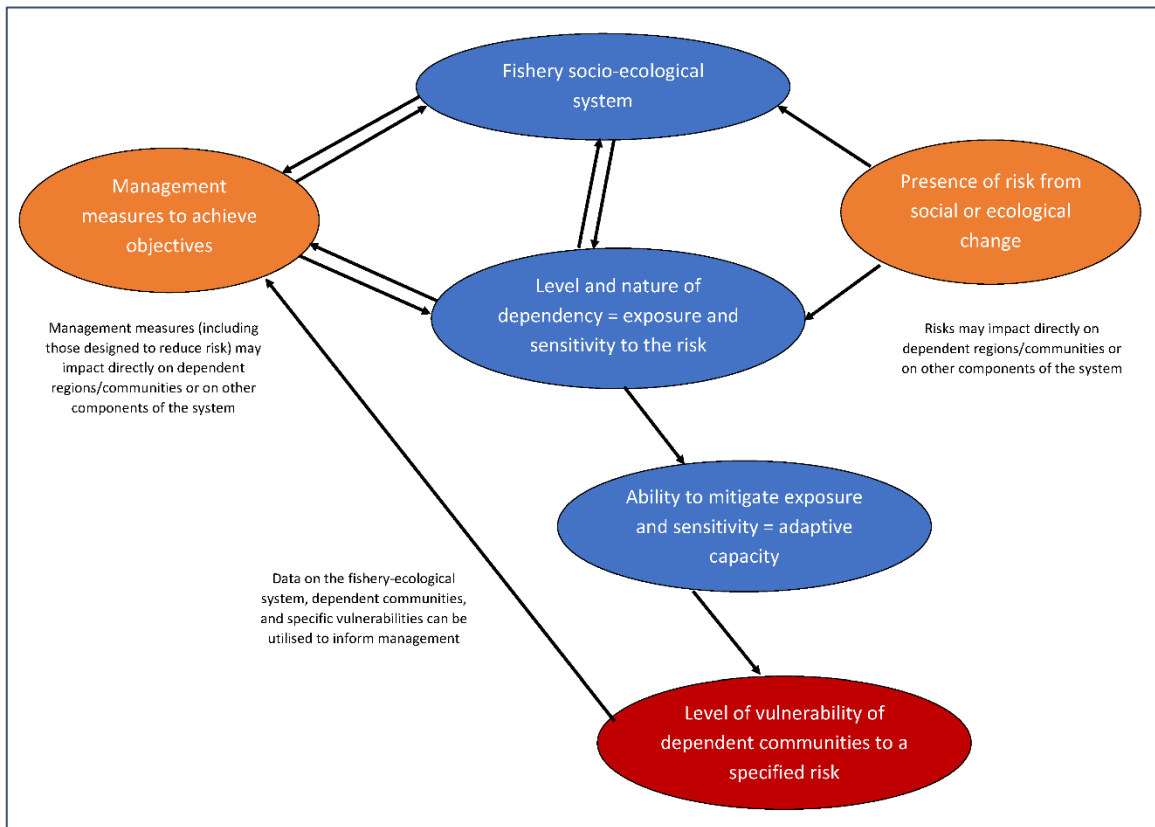 Fishery socio-ecological
system
Management
measures to achieve
objectives
Presence of risk from
social or ecological
change
Level and nature of
dependency = exposure and
sensitivity to the risk
Management measures (including
those designed to reduce risk) may
impact directly on dependent
regions/communities or on other
components of the system
Risks may impact directly on
dependent regions/communities or
on other components of the system
Ability to mitigate exposure
and sensitivity = adaptive
capacity
Data on the fishery-ecological
system, dependent communities,
and specific vulnerabilities can be
utilised to inform management
Level of vulnerability of
dependent communities to a
specified risk